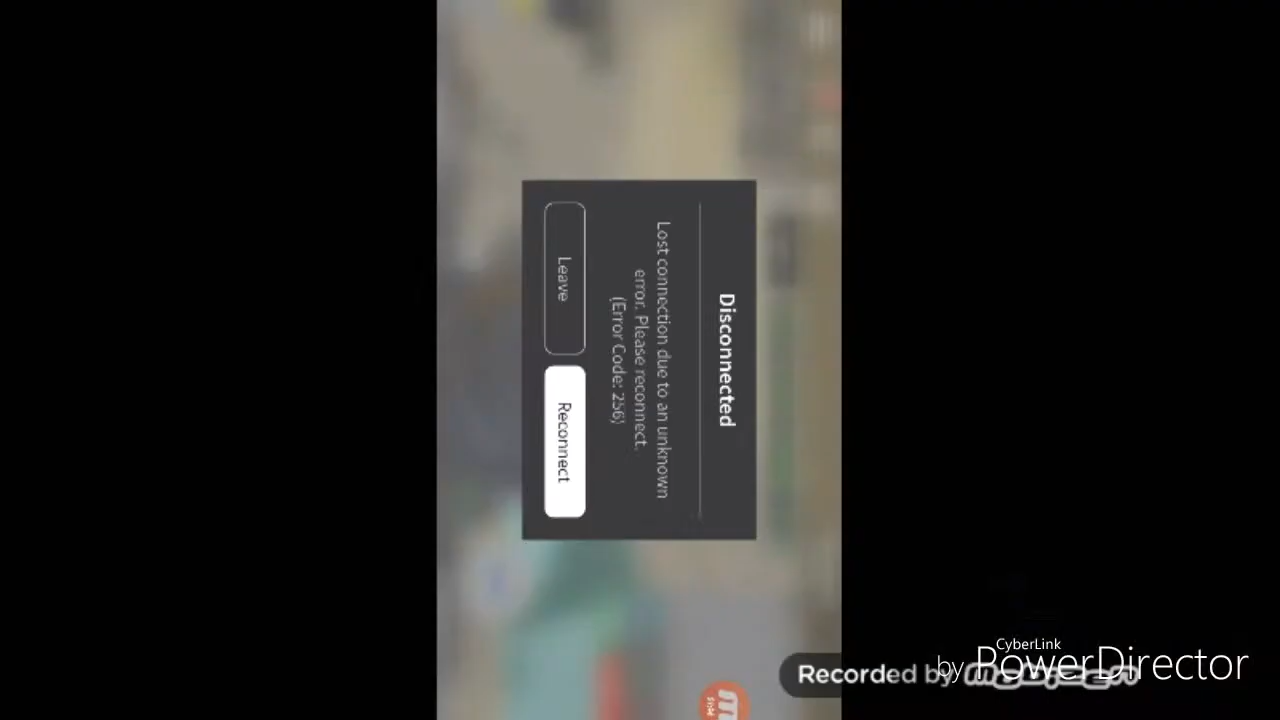 Disconnected
Lost connection due to an unknown
error. Please reconnect.
(Error Code: 256)
Leave
Reconnect
CyberLink
by PowerDirector
Recorded by